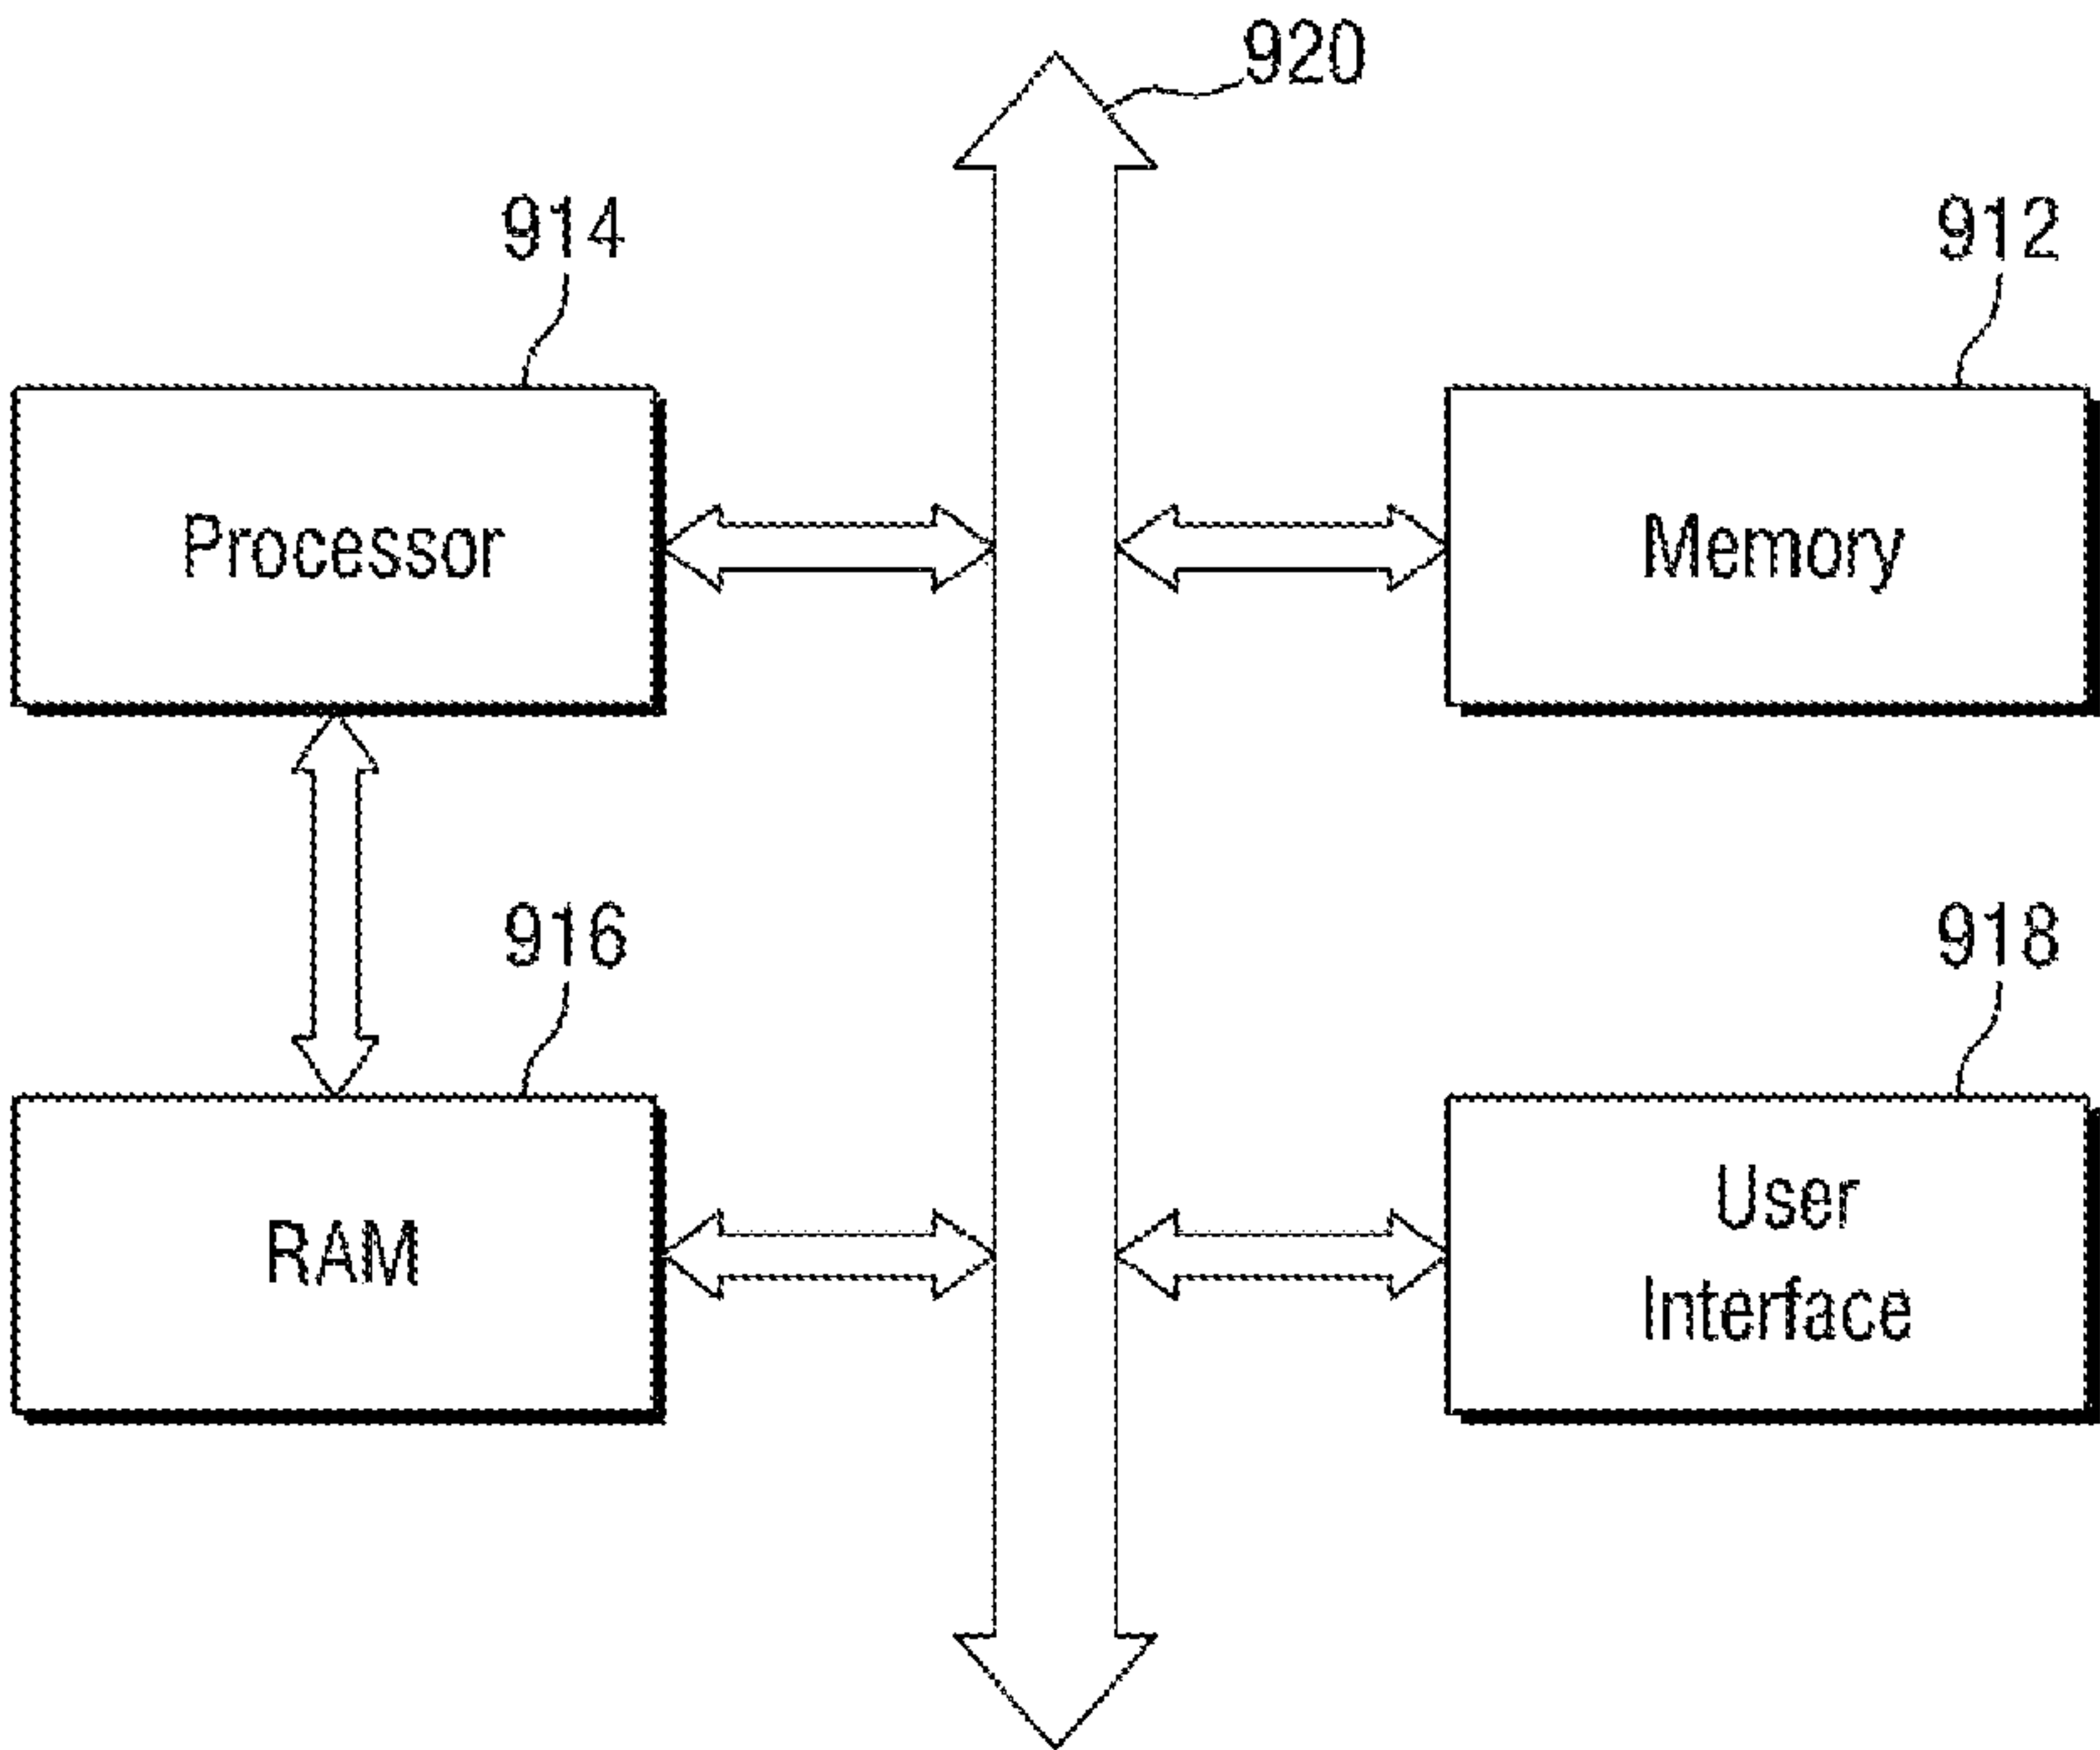 920
914
912
Processor
Memory
916
918
RAM
User
Interface